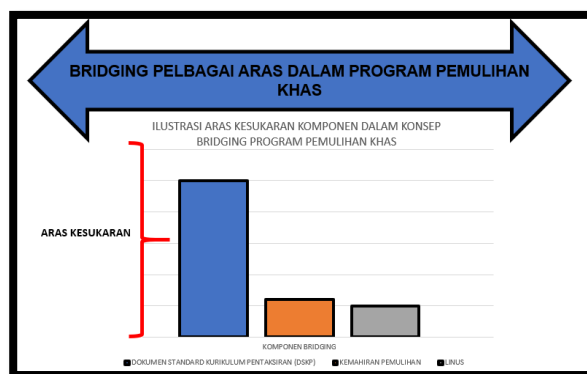 BRIDGING PELBAGAI ARAS DALAM PROGRAM PEMULIHAN
KHAS
ILUSTRASI ARAS KESUKARAN KOMPONEN DALAM KONSEP
BRIDGING PROGRAM PEMULIHAN KHAS
ARAS KESUKARAN
KOMPONEN BRIDGING
DOKUMEN STANDARD KURIKULUM PENTAKSIRAN (DSKP) KEMAHIRAN PEMULIHAN LINUS